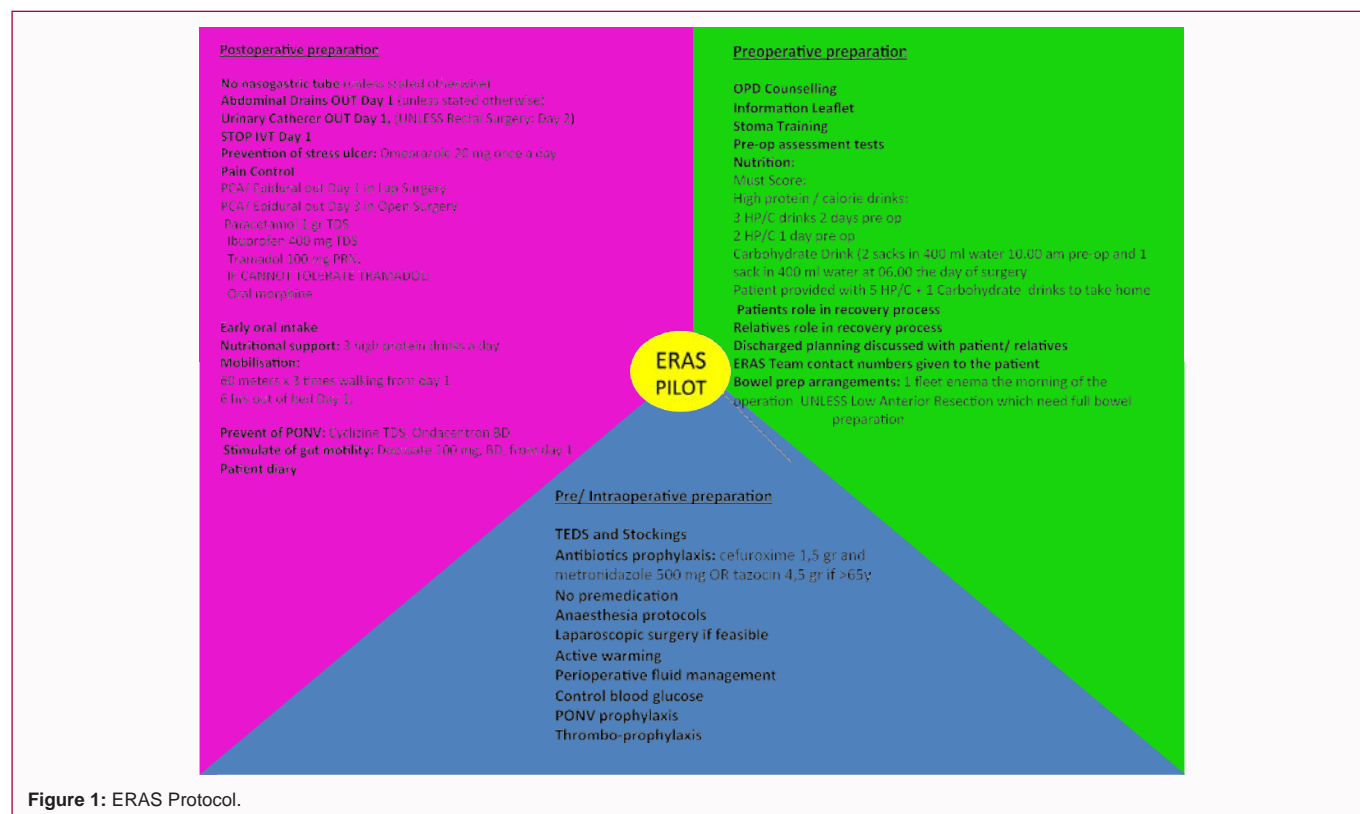 Postoperative preparation
No nasogastric tube (unless stated otherwise)
Abdominal Drains OUT Day 1 (unless stated otherwise)
Urinary Catherer OUT Day 1, (UNLESS Rectal Surgery: Day 2)
STOP IVT Day 1
Prevention of stress ulcer: Omeprazole 20 mg once a day
Pain Control
PCA/ Epidural out Day 1 in Lap Surgery
PCA/ Epidural out Day 3 in Open Surgery
Paracetamol 1 gr TDS
Ibuprofen 400 mg TDS
Tramadol 100 mg PRN.
IF CANNOT TOLERATE TRAMADOL:
Oral morphine
Early oral intake
Nutritional support: 3 high protein drinks a day
Mobilisation:
60 meters x 3 times walking from day 1
6 hrs out of bed Day 1.
Prevent of PONV: Cyclizine TDS, Ondacentron BD
Stimulate of gut motility: Docusate 100 mg, BD, from day 1
Patient diary
Preoperative preparation
OPD Counselling
Information Leaflet
Stoma Training
Pre-op assessment tests
Nutrition:
Must Score:
High protein / calorie drinks:
3 HP/C drinks 2 days pre op
2 HP/C 1 day pre op
Carbohydrate Drink (2 sacks in 400 ml water 10.00 am pre-op and 1
sack in 400 ml water at 06.00 the day of surgery
Patient provided with 5 HP/C + 1 Carbohydrate drinks to take home
Patients role in recovery process
Relatives role in recovery process
Discharged planning discussed with patient/ relatives
ERAS Team contact numbers given to the patient
Bowel prep arrangements: 1 fleet enema the morning of the
operation UNLESS Low Anterior Resection which need full bowel
preparation
ERAS
PILOT
Pre/ Intraoperative preparation
TEDS and Stockings
Antibiotics prophylaxis: cefuroxime 1,5 gr and
metronidazole 500 mg OR tazocin 4,5 gr if >65y
No premedication
Anaesthesia protocols
Laparoscopic surgery if feasible
Active warming
Perioperative fluid management
Control blood glucose
PONV prophylaxis
Thrombo-prophylaxis
Figure 1: ERAS Protocol.